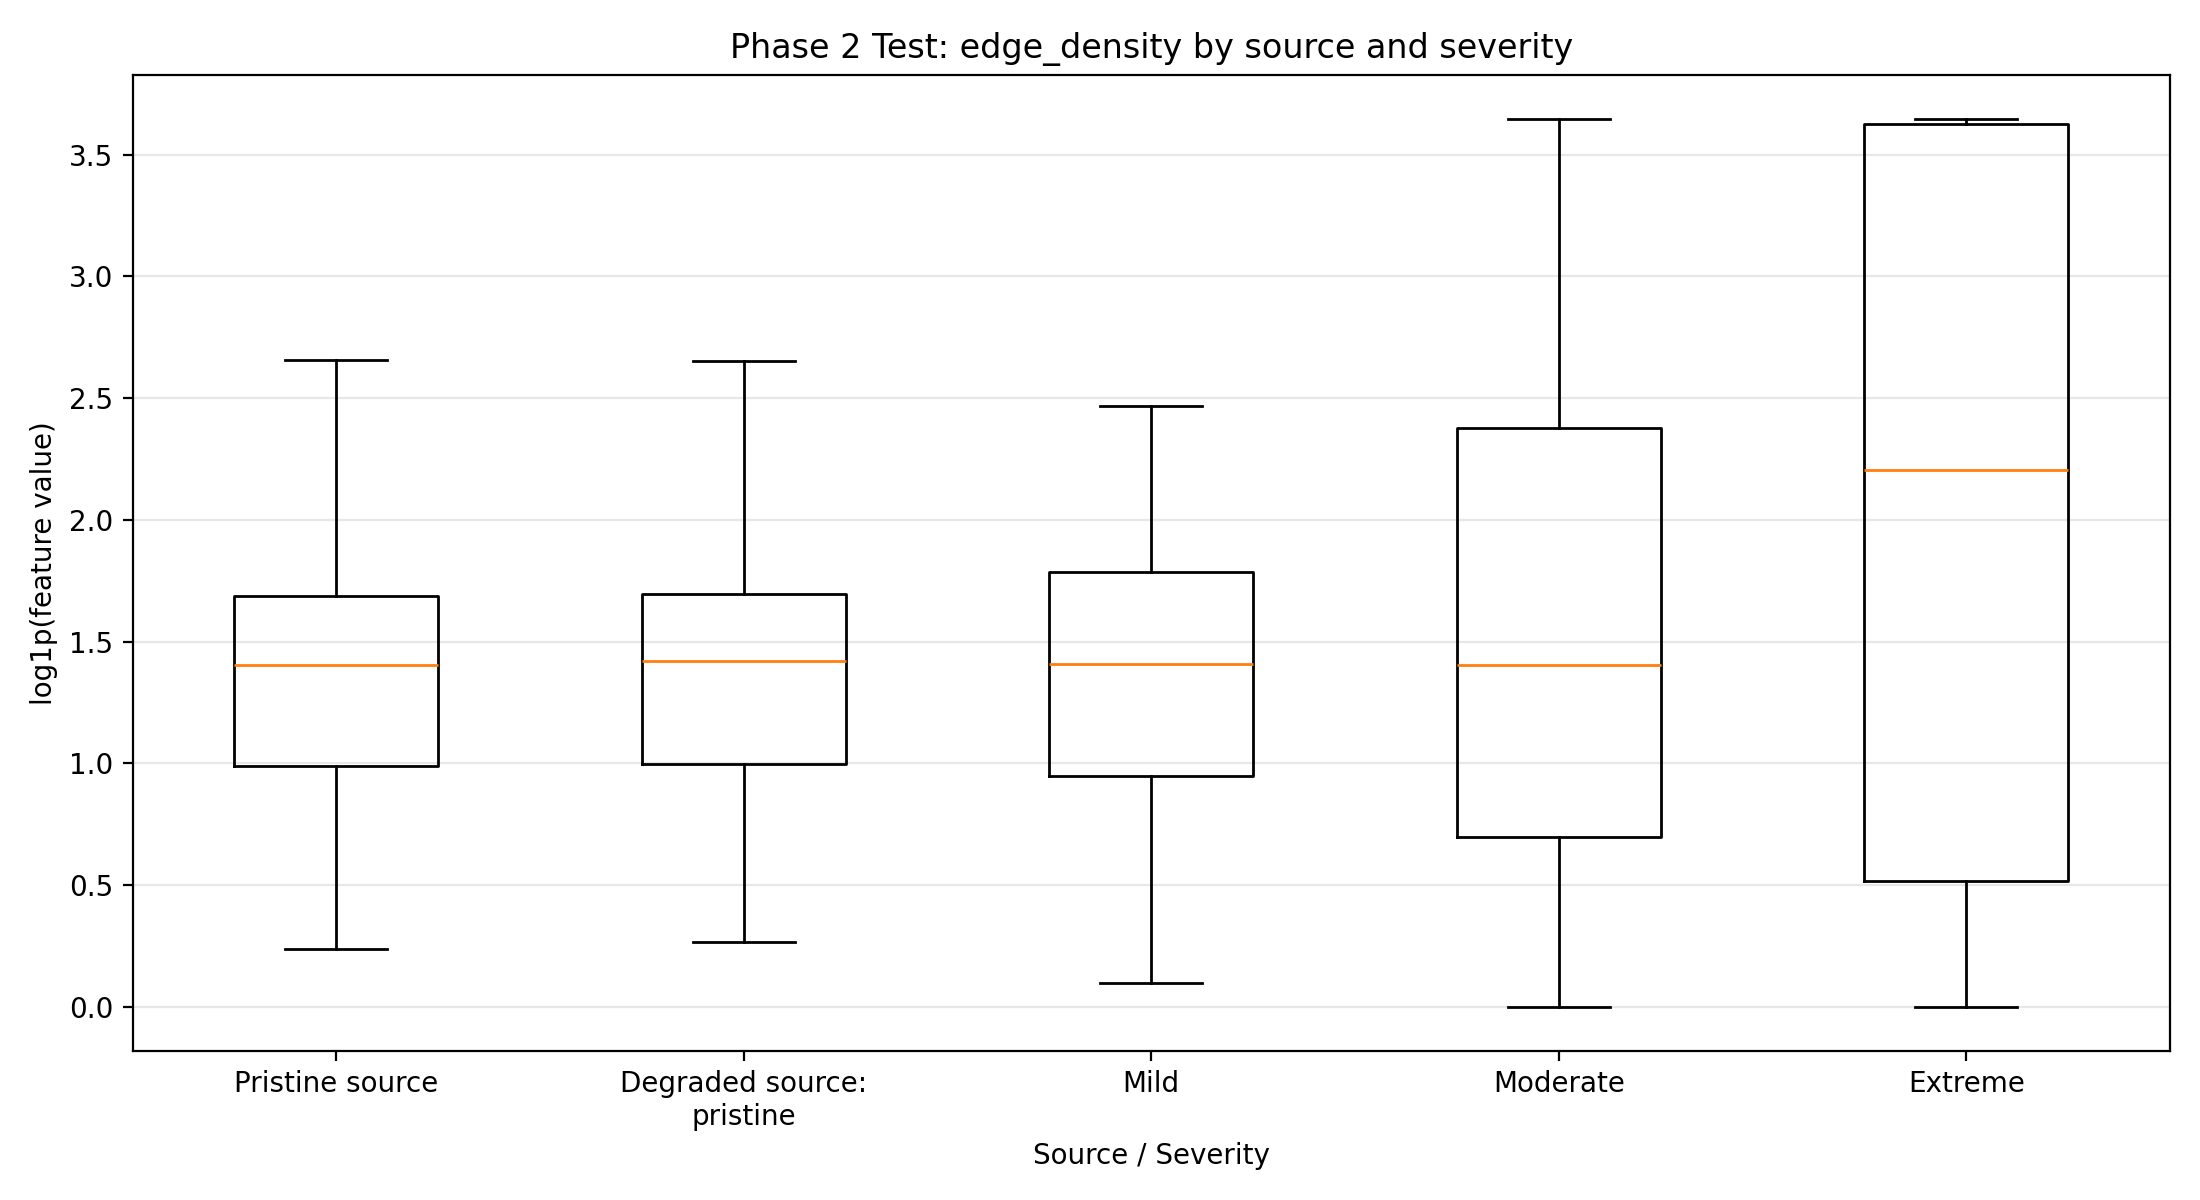 Phase 2 Test: edge_density by source and severity
log1p(feature value)
3.5
3.0
2.5
2.0
1.5
1.0
0.5
0.0
Pristine source
Degraded source:
pristine
Mild
Moderate
Extreme
Source / Severity